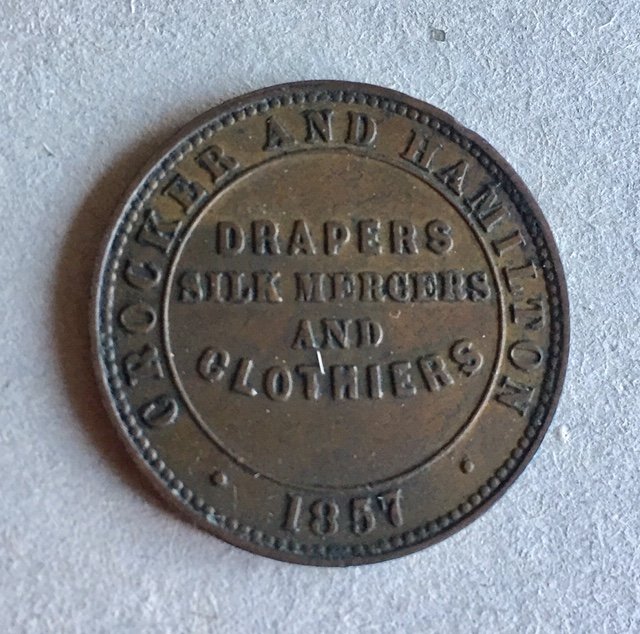 CROCKER AND HAMILTON
DRAPERS
SILK MERCERS
AND
CLOTHIERS
1857